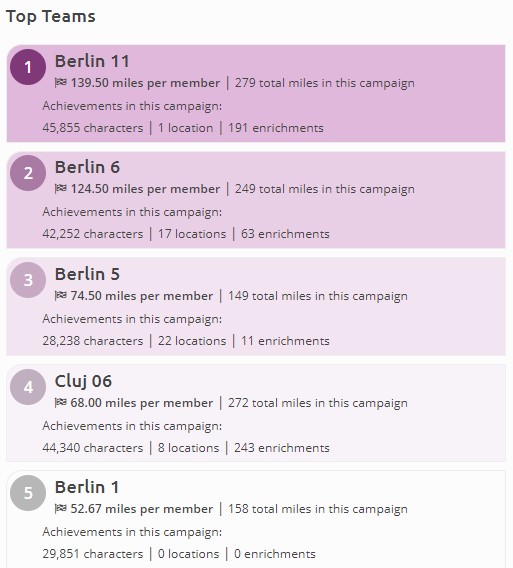 Top Teams
1
Berlin 11
139.50 miles per member | 279 total miles in this campaign
Achievements in this campaign:
45,855 characters | 1 location | 191 enrichments
2
Berlin 6
124.50 miles per member | 249 total miles in this campaign
Achievements in this campaign:
42,252 characters | 17 locations | 63 enrichments
3
Berlin 5
74.50 miles per member | 149 total miles in this campaign
Achievements in this campaign:
28,238 characters | 22 locations | 11 enrichments
4
Cluj 06
68.00 miles per member | 272 total miles in this campaign
Achievements in this campaign:
44,340 characters | 8 locations | 243 enrichments
5
Berlin 1
52.67 miles per member | 158 total miles in this campaign
Achievements in this campaign:
29,851 characters | 0 locations | 0 enrichments